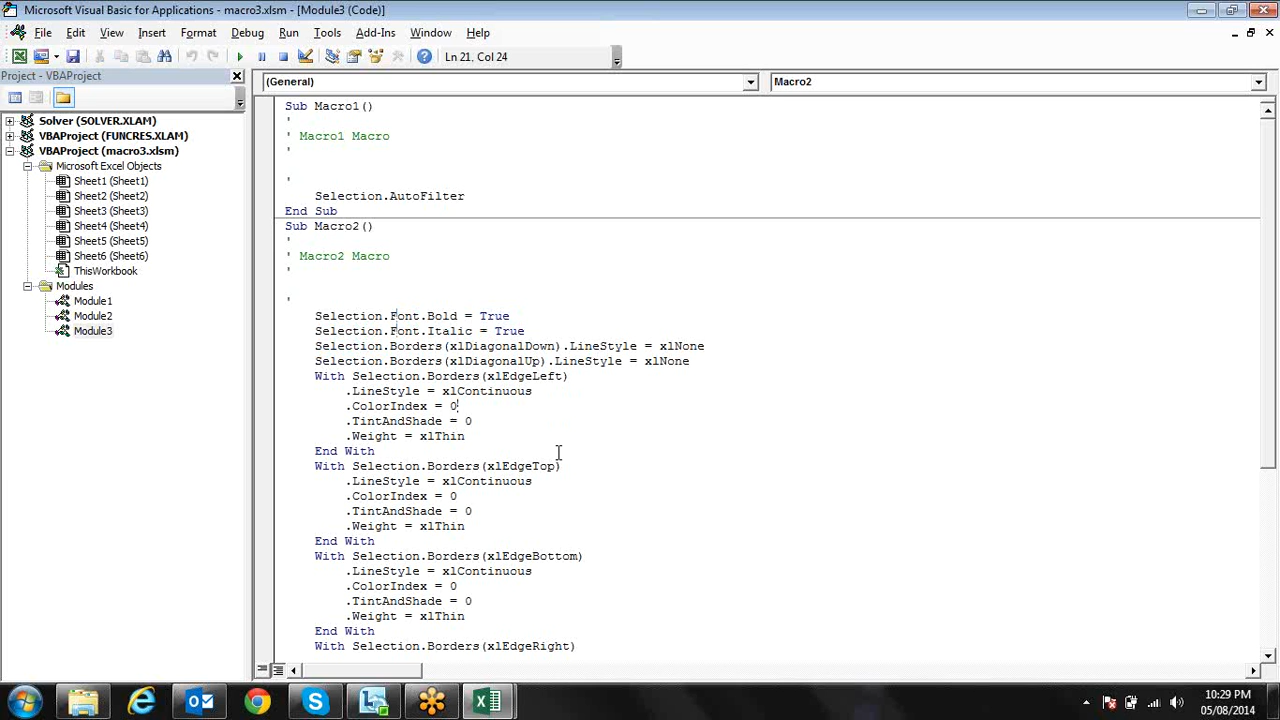 Microsoft Visual Basic for Applications - macro3.xlsm - [Module3 (Code)]
File Edit View Insert Format Debug Run Tools Add-Ins Window Help
Ln 21, Col 24
Project - VBAProject
Solver (SOLVER.XLAM)
VBAProject (FUNCRES.XLAM)
VBAProject (macro3.xlsm)
Microsoft Excel Objects
Sheet1 (Sheet1)
Sheet2 (Sheet2)
Sheet3 (Sheet3)
Sheet4 (Sheet4)
Sheet5 (Sheet5)
Sheet6 (Sheet6)
ThisWorkbook
Modules
Module1
Module2
Module3
(General)
Macro2
Sub Macro1()
'
' Macro1 Macro
'
'
Selection.AutoFilter
End Sub
Sub Macro2()
'
' Macro2 Macro
'
'
Selection.Font.Bold = True
Selection.Font.Italic = True
Selection.Borders(xlDiagonalDown).LineStyle = xlNone
Selection.Borders(xlDiagonalUp).LineStyle = xlNone
With Selection.Borders(xlEdgeLeft)
.LineStyle = xlContinuous
.ColorIndex = 0
.TintAndShade = 0
.Weight = xlThin
End With
With Selection.Borders(xlEdgeTop)
.LineStyle = xlContinuous
.ColorIndex = 0
.TintAndShade = 0
.Weight = xlThin
End With
With Selection.Borders(xlEdgeBottom)
.LineStyle = xlContinuous
.ColorIndex = 0
.TintAndShade = 0
.Weight = xlThin
End With
With Selection.Borders(xlEdgeRight)
10:29 PM
05/08/2014